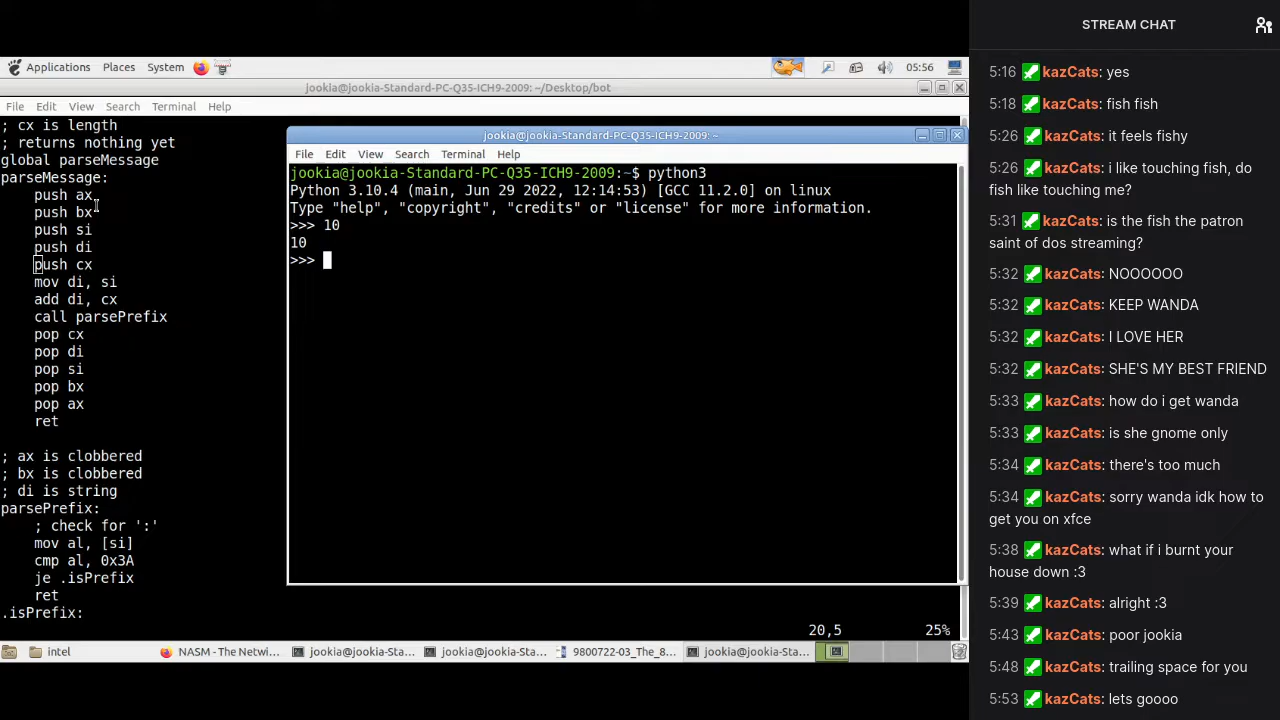 Applications Places System 05:56
jookia@jookia-Standard-PC-Q35-ICH9-2009: ~/Desktop/bot
File Edit View Search Terminal Help
; cx is length
; returns nothing yet
global parseMessage
parseMessage:
push ax
push bx
push si
push di
push cx
mov di, si
add di, cx
call parsePrefix
pop cx
pop di
pop si
pop bx
pop ax
ret
; ax is clobbered
; bx is clobbered
; di is string
parsePrefix:
; check for ':'
mov al, [si]
cmp al, 0x3A
je .isPrefix
ret
.isPrefix:
20,5 25%
jookia@jookia-Standard-PC-Q35-ICH9-2009: ~
File Edit View Search Terminal Help
jookia@jookia-Standard-PC-Q35-ICH9-2009:~$ python3
Python 3.10.4 (main, Jun 29 2022, 12:14:53) [GCC 11.2.0] on linux
Type "help", "copyright", "credits" or "license" for more information.
>>> 10
10
>>>
intel NASM - The Netwi... jookia@jookia-Sta... jookia@jookia-Sta... 9800722-03_The_8... jookia@jookia-Sta...
STREAM CHAT
5:16 kazCats: yes
5:18 kazCats: fish fish
5:26 kazCats: it feels fishy
5:26 kazCats: i like touching fish, do
fish like touching me?
5:31 kazCats: is the fish the patron
saint of dos streaming?
5:32 kazCats: NOOOOOO
5:32 kazCats: KEEP WANDA
5:32 kazCats: I LOVE HER
5:32 kazCats: SHE'S MY BEST FRIEND
5:33 kazCats: how do i get wanda
5:33 kazCats: is she gnome only
5:34 kazCats: there's too much
5:34 kazCats: sorry wanda idk how to
get you on xfce
5:38 kazCats: what if i burnt your
house down :3
5:39 kazCats: alright :3
5:43 kazCats: poor jookia
5:48 kazCats: trailing space for you
5:53 kazCats: lets goooo